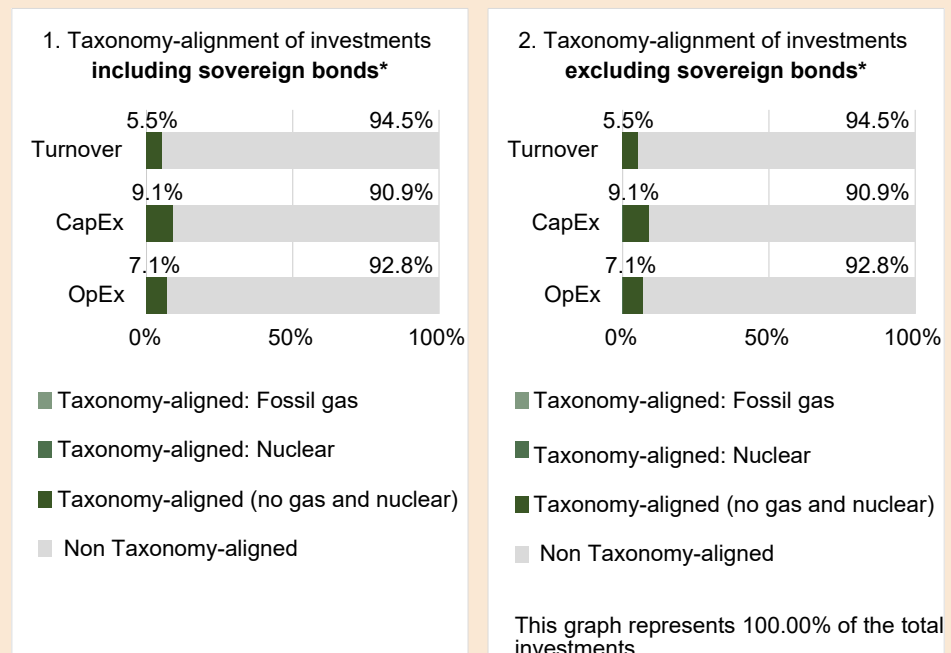 1. Taxonomy-alignment of investments
including sovereign bonds*
5.5% 94.5%
Turnover
9.1% 90.9%
CapEx
7.1% 92.8%
OpEx
0% 50% 100%
Taxonomy-aligned: Fossil gas
Taxonomy-aligned: Nuclear
Taxonomy-aligned (no gas and nuclear)
Non Taxonomy-aligned
2. Taxonomy-alignment of investments
excluding sovereign bonds*
5.5% 94.5%
Turnover
9.1% 90.9%
CapEx
7.1% 92.8%
OpEx
0% 50% 100%
Taxonomy-aligned: Fossil gas
Taxonomy-aligned: Nuclear
Taxonomy-aligned (no gas and nuclear)
Non Taxonomy-aligned
This graph represents 100.00% of the total
investments